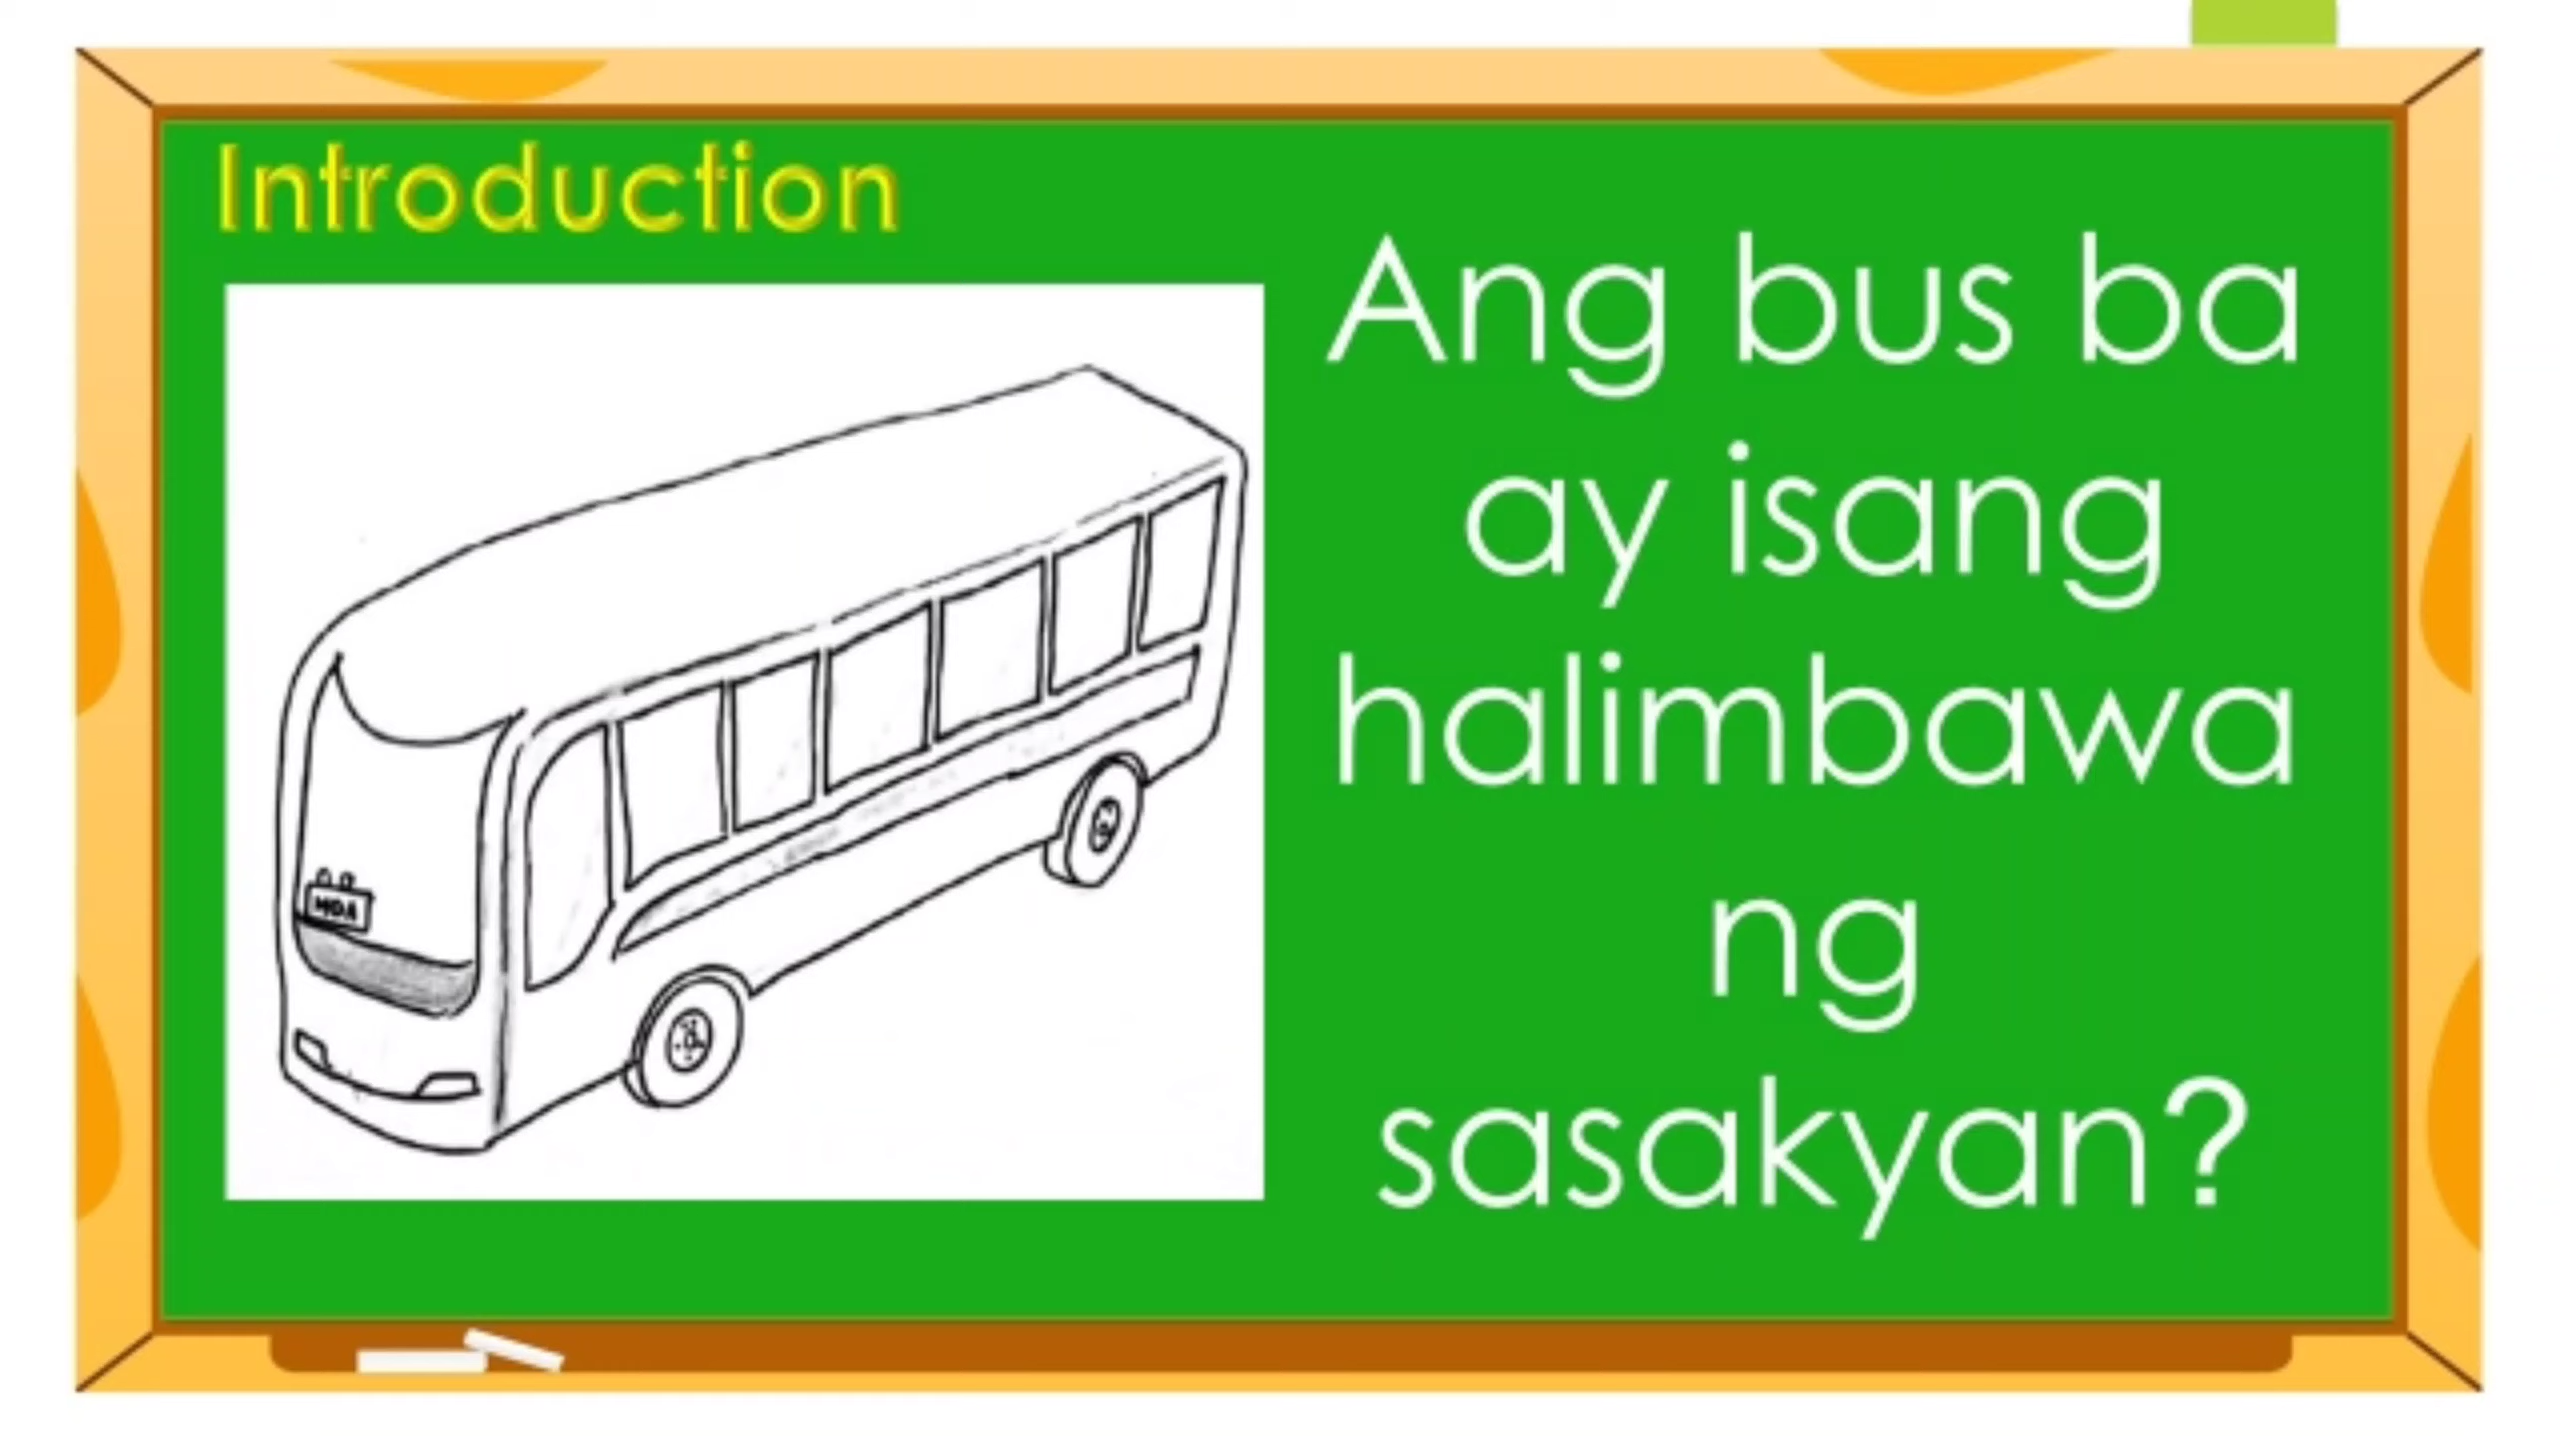 Introduction
Ang bus ba
ay isang
halimbawa
ng
sasakyan?